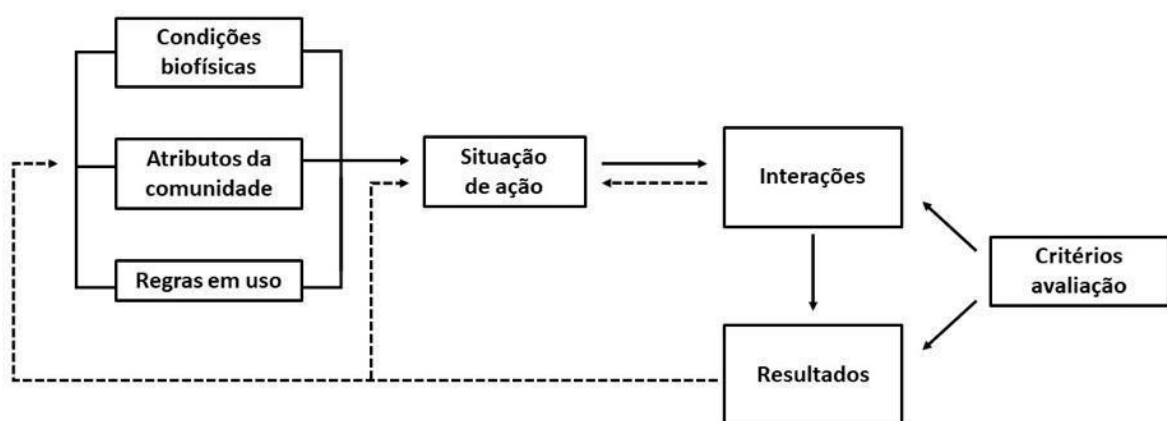 Condições
biofísicas
Atributos da
comunidade
Regras em uso
Situação
de ação
Interações
Resultados
Critérios
avaliação